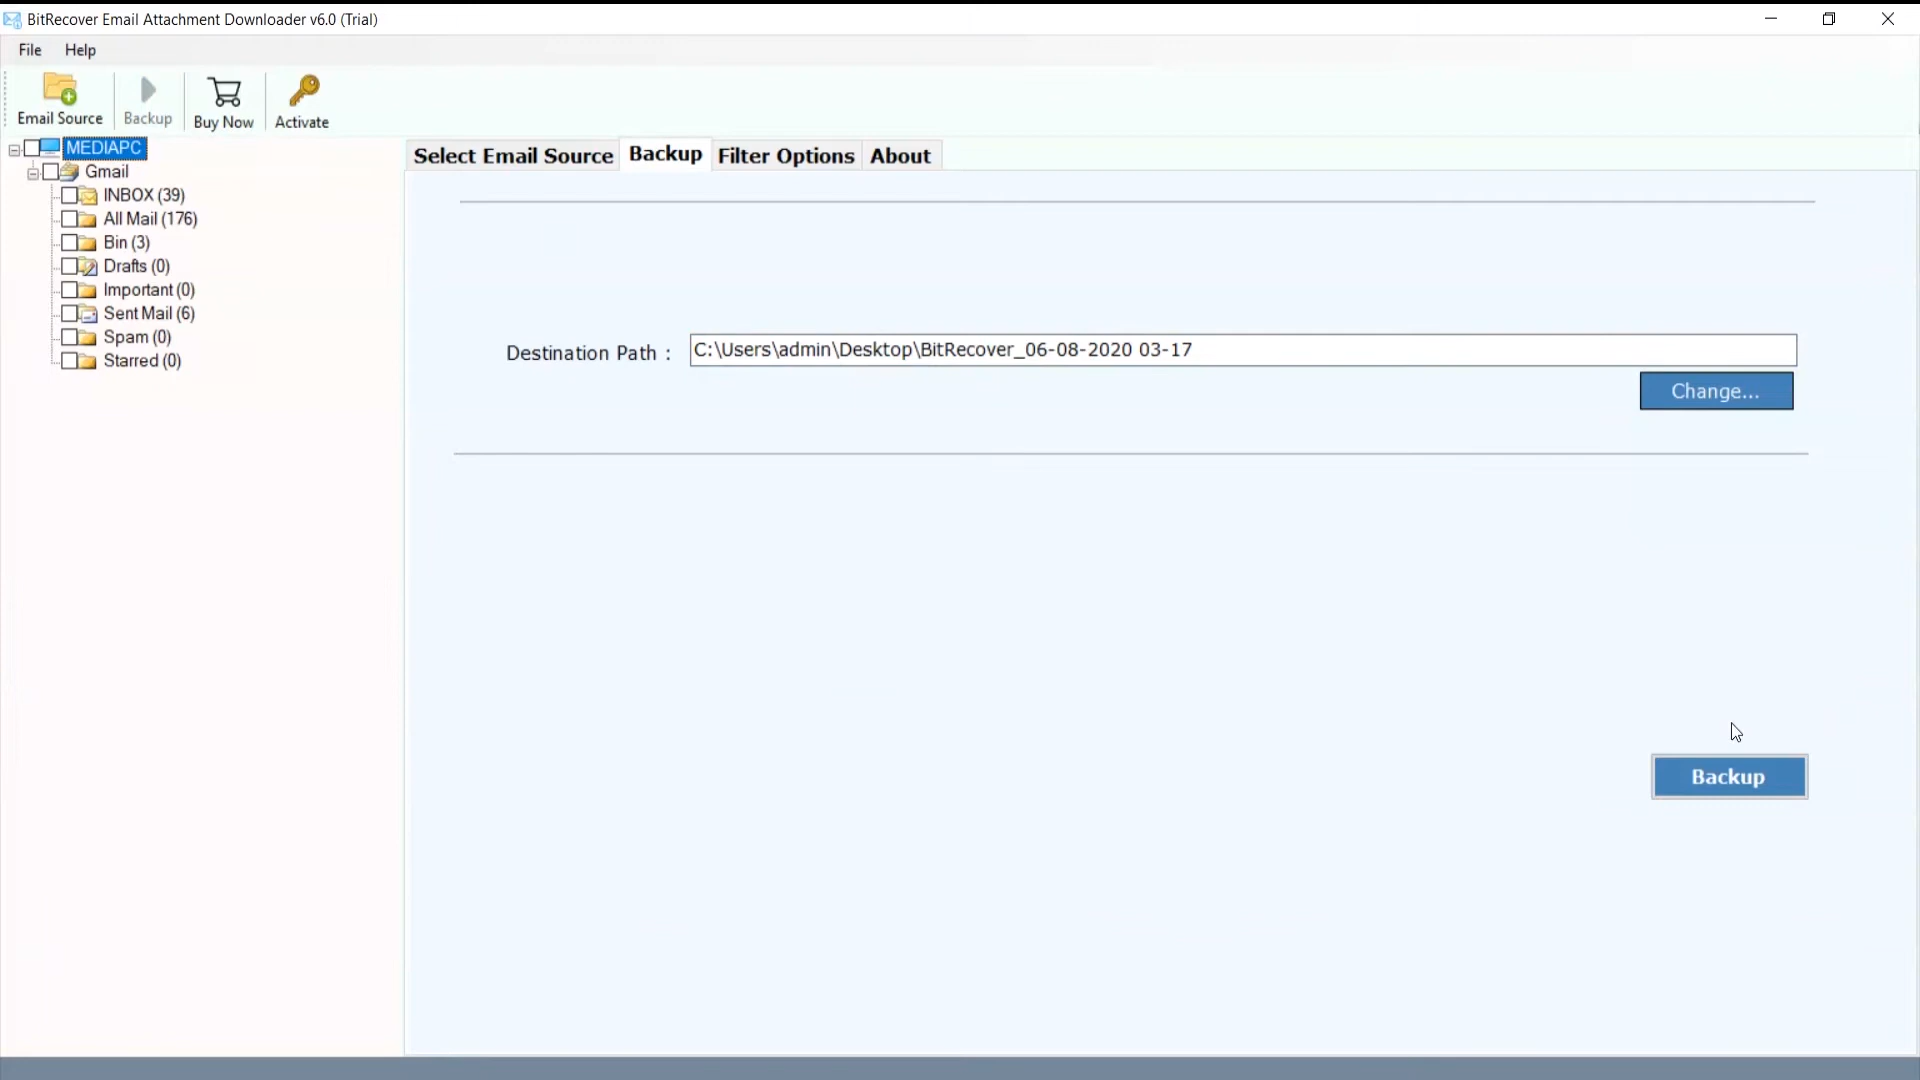 BitRecover Email Attachment Downloader v6.0 (Trial)
File Help
Email Source Backup Buy Now Activate
MEDIAPC
Gmail
INBOX (39)
All Mail (176)
Bin (3)
Drafts (0)
Important (0)
Sent Mail (6)
Spam (0)
Starred (0)
Select Email Source Backup Filter Options About
Destination Path : C:\Users\admin\Desktop\BitRecover_06-08-2020 03-17
Change...
Backup